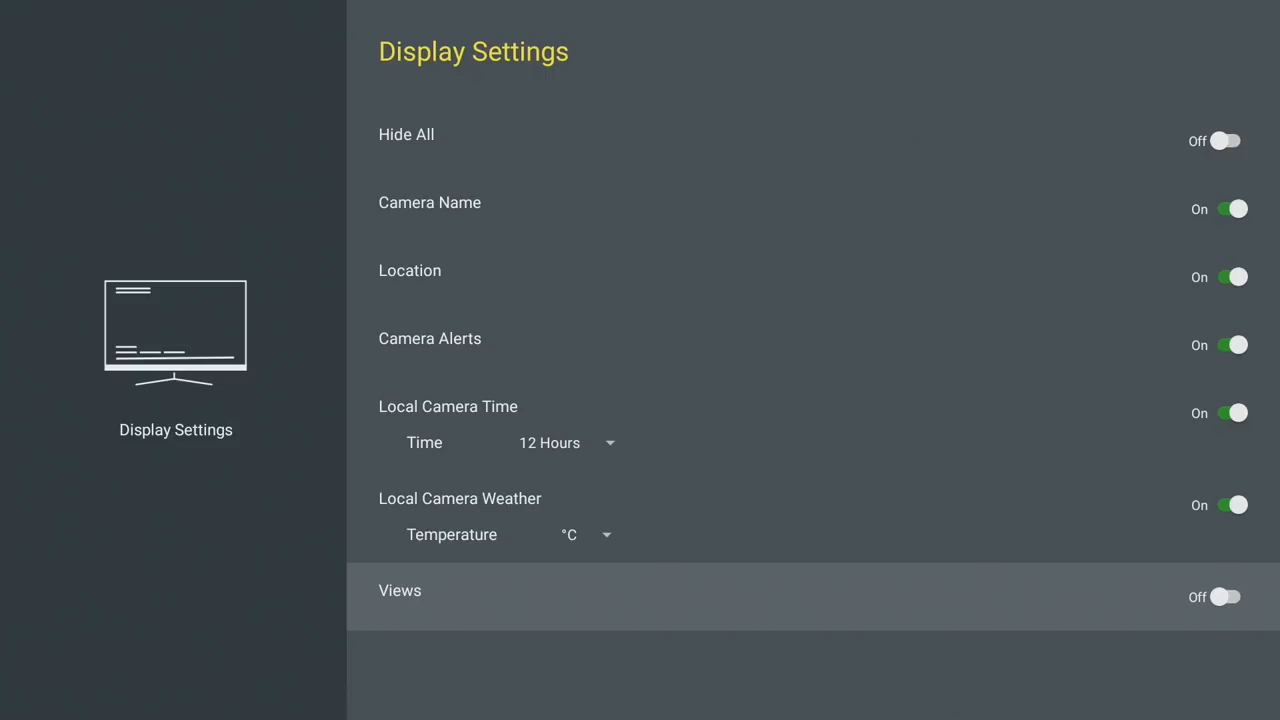 Display Settings
Hide All
Off
Camera Name
On
Location
On
Camera Alerts
On
Local Camera Time
On
Time 12 Hours
Local Camera Weather
On
Temperature °C
Views
Off
Display Settings